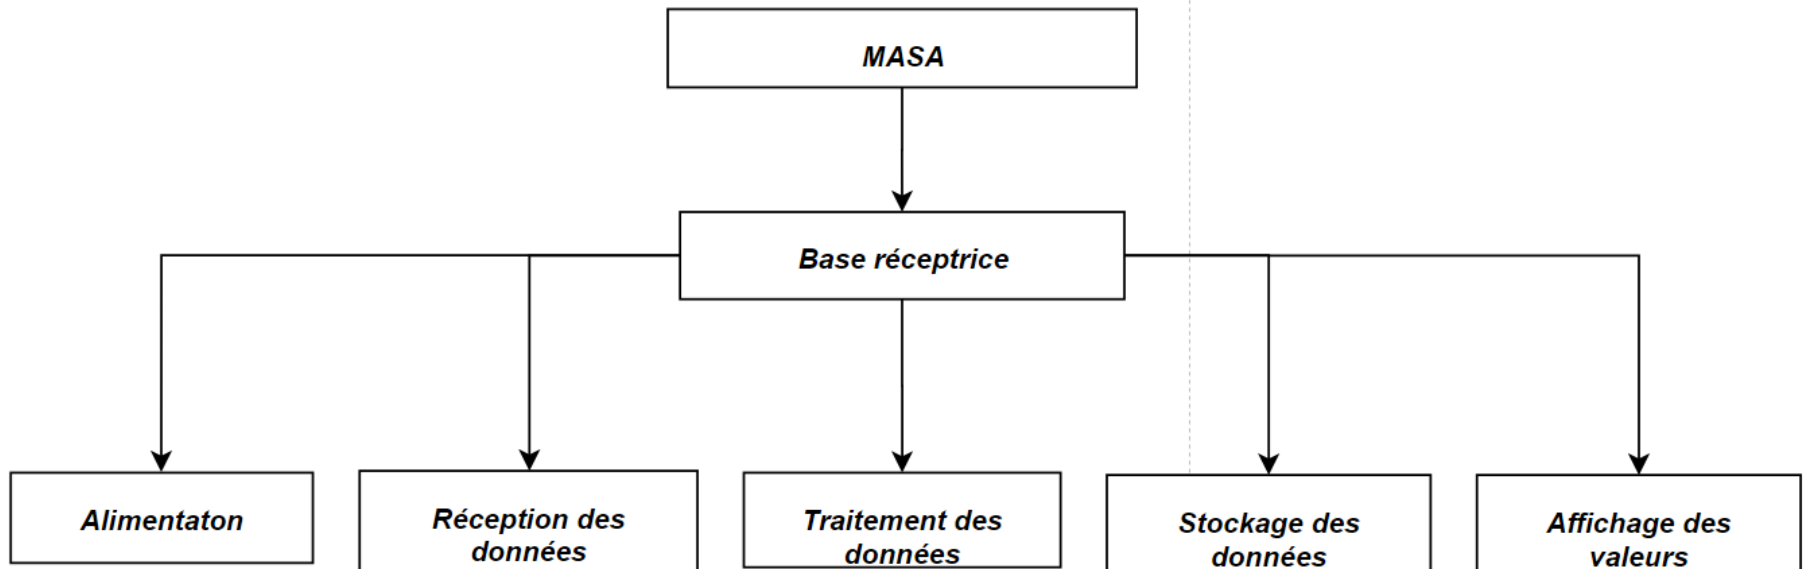 MASA
Base réceptrice
Alimentaton
Réception des
données
Traitement des
données
Stockage des
données
Affichage des
valeurs